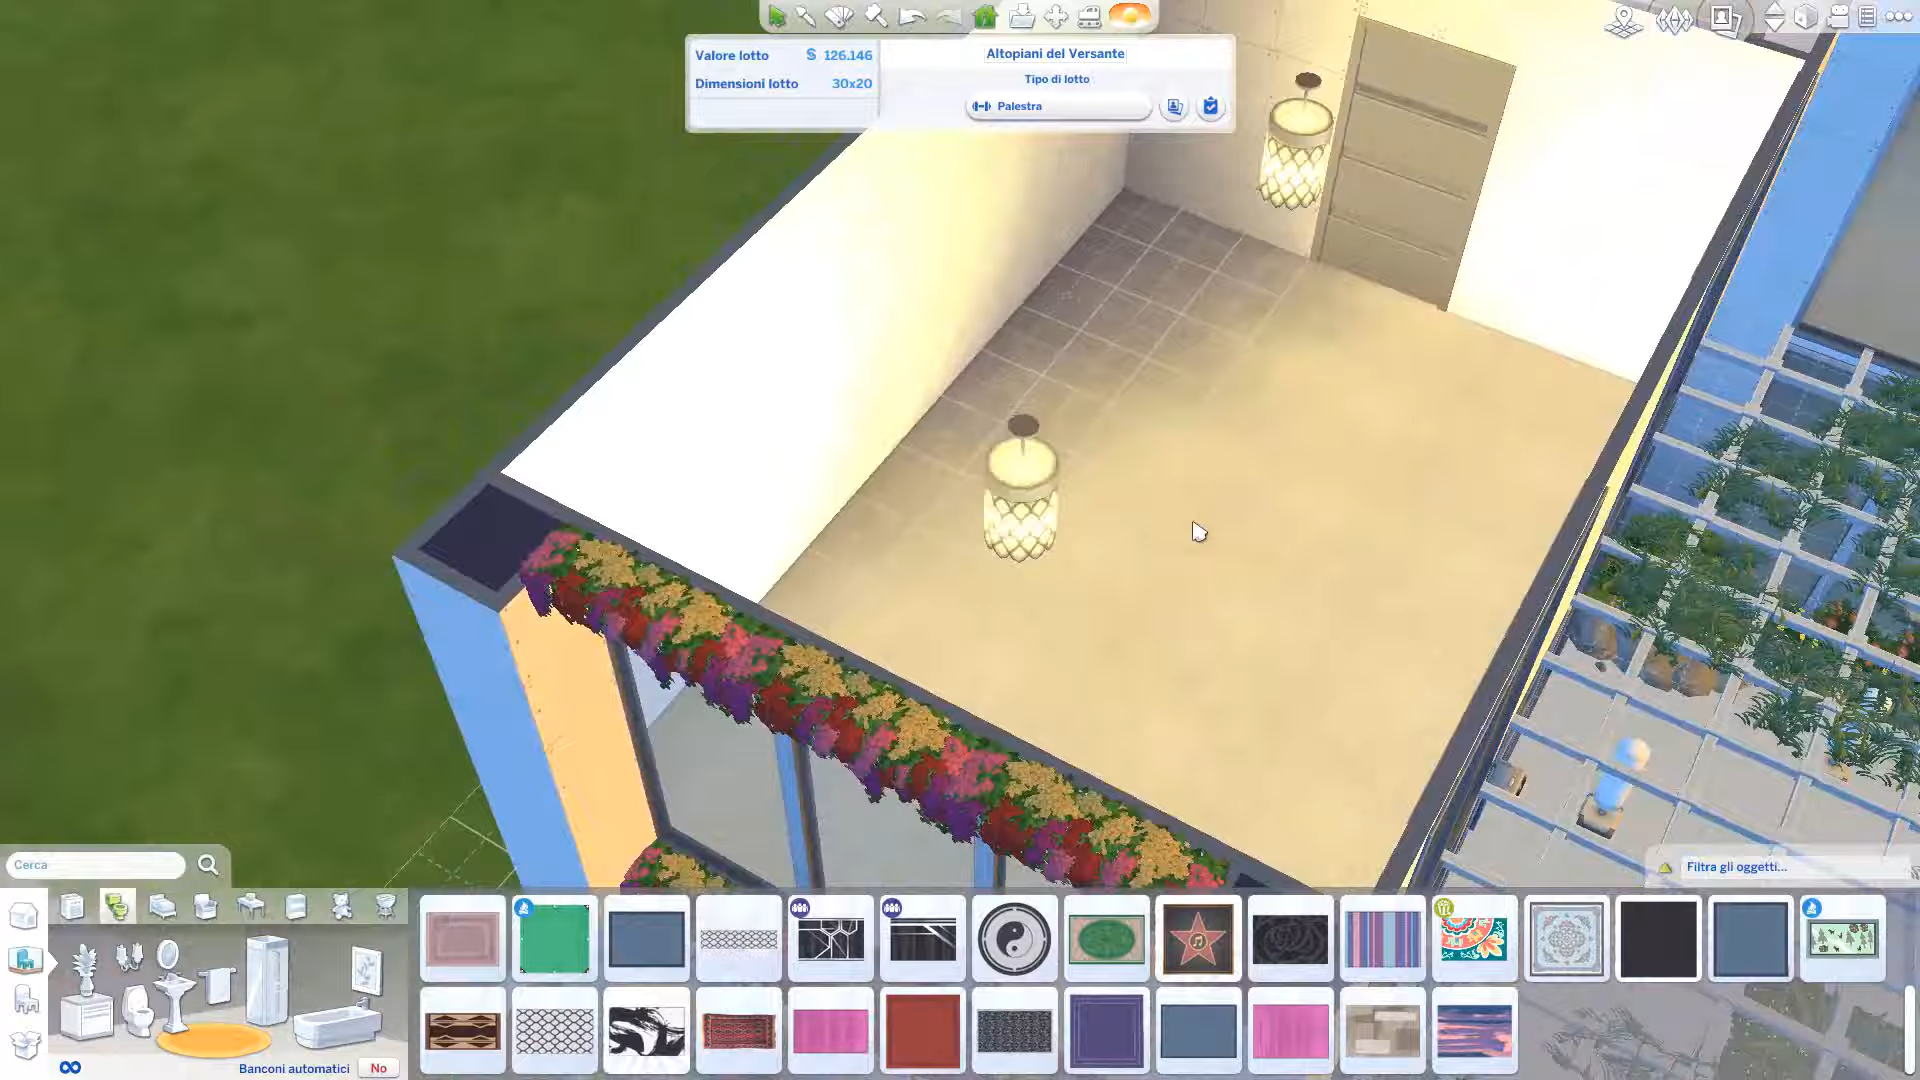 Valore lotto
§ 126.146
Dimensioni lotto
30x20
Altopiani del Versante
Tipo di lotto
Palestra
Cerca
Filtra gli oggetti...
Banconi automatici
No